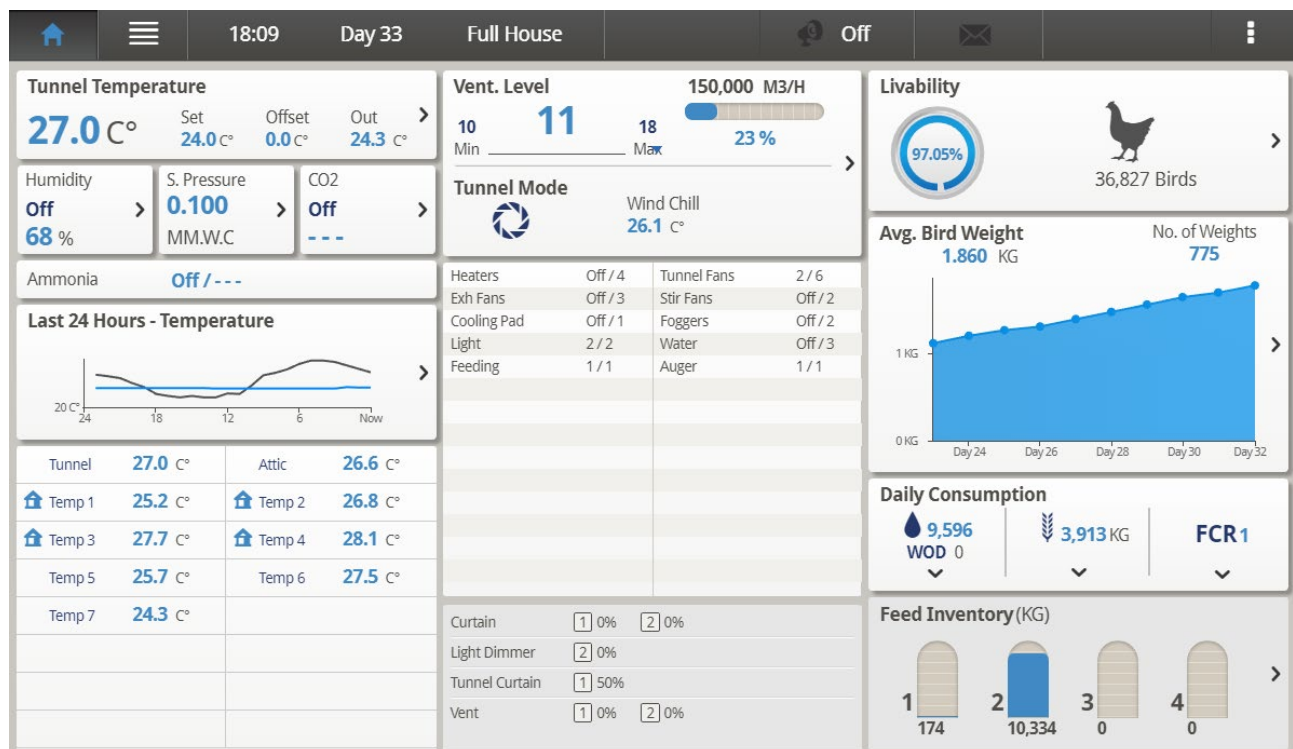 18:09 Day 33 Full House Off
Tunnel Temperature
27.0 C°
Set
24.0 C°
Offset
0.0 C°
Out
24.3 C°
Humidity
Off
68 %
S. Pressure
0.100
MM.W.C
CO2
Off
- - -
Ammonia Off / - - -
Last 24 Hours - Temperature
20 C°
24 18 12 6 Now
Tunnel 27.0 C° Attic 26.6 C°
Temp 1 25.2 C° Temp 2 26.8 C°
Temp 3 27.7 C° Temp 4 28.1 C°
Temp 5 25.7 C° Temp 6 27.5 C°
Temp 7 24.3 C°
Vent. Level 150,000 M3/H
10 11 18
Min Max
23 %
Tunnel Mode
Wind Chill
26.1 C°
Heaters Off / 4 Tunnel Fans 2 / 6
Exh Fans Off / 3 Stir Fans Off / 2
Cooling Pad Off / 1 Foggers Off / 2
Light 2 / 2 Water Off / 3
Feeding 1 / 1 Auger 1 / 1
Curtain 1 0% 2 0%
Light Dimmer 2 0%
Tunnel Curtain 1 50%
Vent 1 0% 2 0%
Livability
97.05%
36,827 Birds
Avg. Bird Weight
1.860 KG
No. of Weights
775
1 KG
0 KG
Day 24 Day 26 Day 28 Day 30 Day 32
Daily Consumption
9,596
WOD 0
3,913 KG
FCR 1
Feed Inventory (KG)
1 2 3 4
174 10,334 0 0